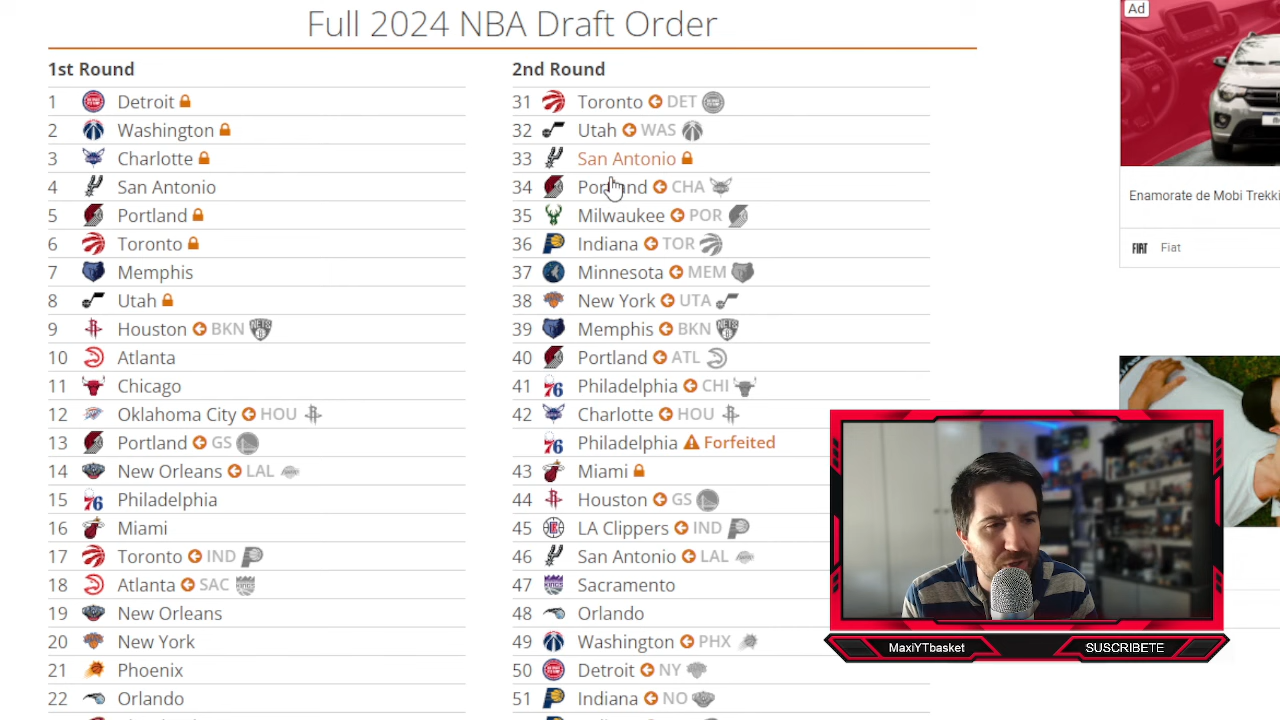 Full 2024 NBA Draft Order
1st Round
1 Detroit
2 Washington
3 Charlotte
4 San Antonio
5 Portland
6 Toronto
7 Memphis
8 Utah
9 Houston BKN
10 Atlanta
11 Chicago
12 Oklahoma City HOU
13 Portland GS
14 New Orleans LAL
15 Philadelphia
16 Miami
17 Toronto IND
18 Atlanta SAC
19 New Orleans
20 New York
21 Phoenix
22 Orlando
2nd Round
31 Toronto DET
32 Utah WAS
33 San Antonio
34 Portland CHA
35 Milwaukee POR
36 Indiana TOR
37 Minnesota MEM
38 New York UTA
39 Memphis BKN
40 Portland ATL
41 Philadelphia CHI
42 Charlotte HOU
Philadelphia Forfeited
43 Miami
44 Houston GS
45 LA Clippers IND
46 San Antonio LAL
47 Sacramento
48 Orlando
49 Washington PHX
50 Detroit NY
51 Indiana NO
Ad
Enamorate de Mobi Trekki
FIAT Fiat
MaxiYTbasket
SUSCRIBETE